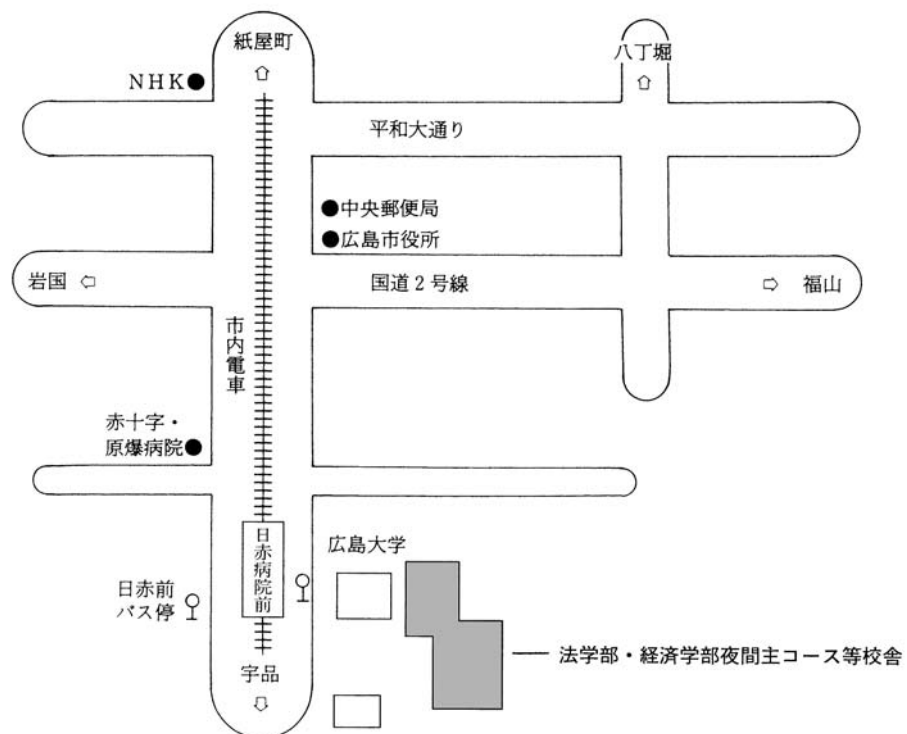 紙屋町
八丁堀
NHK
平和大通り
中央郵便局
広島市役所
岩国
国道2号線
福山
市内電車
赤十字・
原爆病院
日赤病院前
広島大学
日赤前
バス停
法学部・経済学部夜間主コース等校舎
宇品